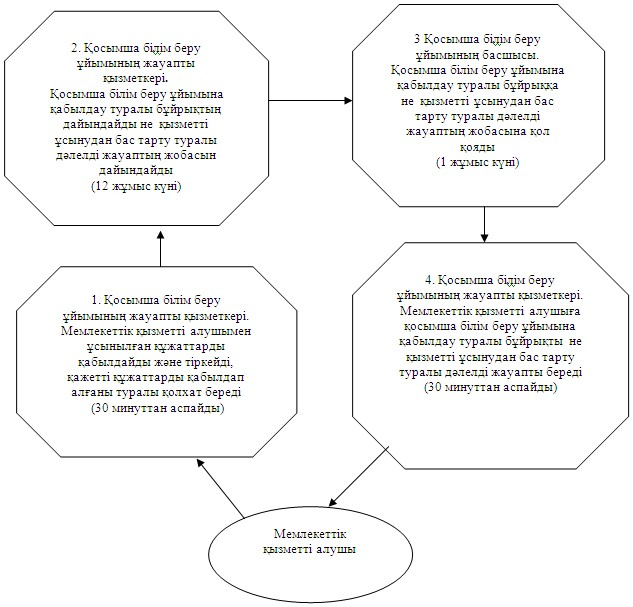 2. Қосымша бідім беру
ұйымының жауапты
қызметкері.
Қосымша білім беру ұйымына
қабылдау туралы бұйрықтың
дайындайды не қызметті
ұсынудан бас тарту туралы
дәлелді жауаптың жобасын
дайындайды
(12 жұмыс күні)
3 Қосымша бідім беру
ұйымының басшысы.
Қосымша білім беру ұйымына
қабылдау туралы бұйрыққа
не қызметті ұсынудан бас
тарту туралы дәлелді
жауаптың жобасына қол
қояды
(1 жұмыс күні)
1. Қосымша білім беру
ұйымының жауапты қызметкері.
Мемлекеттік қызметті алушымен
ұсынылған құжаттарды
қабылдайды және тіркейді,
қажетті құжаттарды қабылдап
алғаны туралы қолхат береді
(30 минуттан аспайды)
4. Қосымша бідім беру
ұйымының жауапты қызметкері.
Мемлекеттік қызметті алушыға
қосымша білім беру ұйымына
қабылдау туралы бұйрықты не
қызметті ұсынудан бас тарту
туралы дәлелді жауапты береді
(30 минуттан аспайды)
Мемлекеттік
қызметті алушы